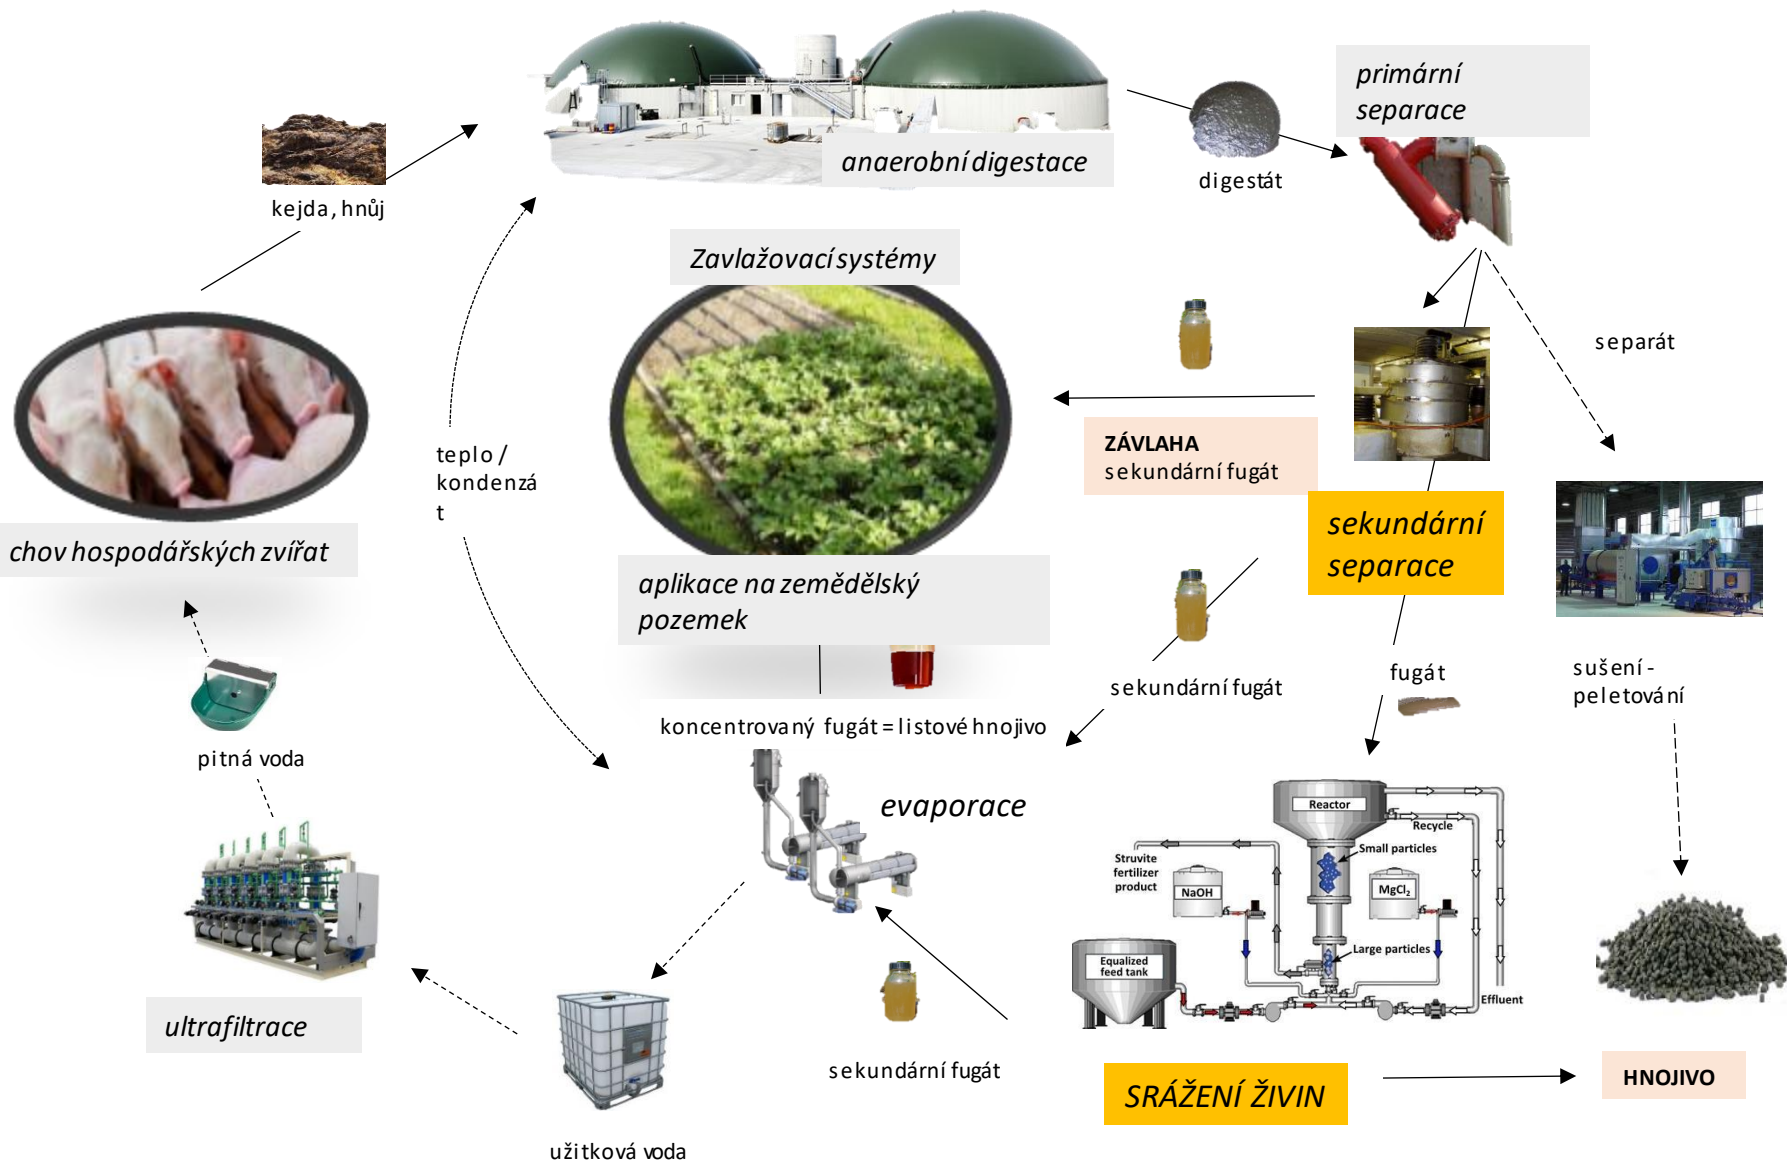 primární
separace
anaerobní digestace
digestát
kejda, hnůj
Zavlažovací systémy
separát
ZÁVLAHA
sekundární fugát
teplo /
kondenzá
t
sekundární
separace
chov hospodářských zvířat
aplikace na zemědělský
pozemek
sekundární fugát
fugát
sušení -
peletování
koncentrovaný fugát = listové hnojivo
pitná voda
evaporace
Reactor
Recycle
Small particles
Struvite
fertilizer
product
NaOH
MgCl₂
Large particles
Equalized
feed tank
Effluent
ultrafiltrace
sekundární fugát
SRÁŽENÍ ŽIVIN
HNOJIVO
užitková voda